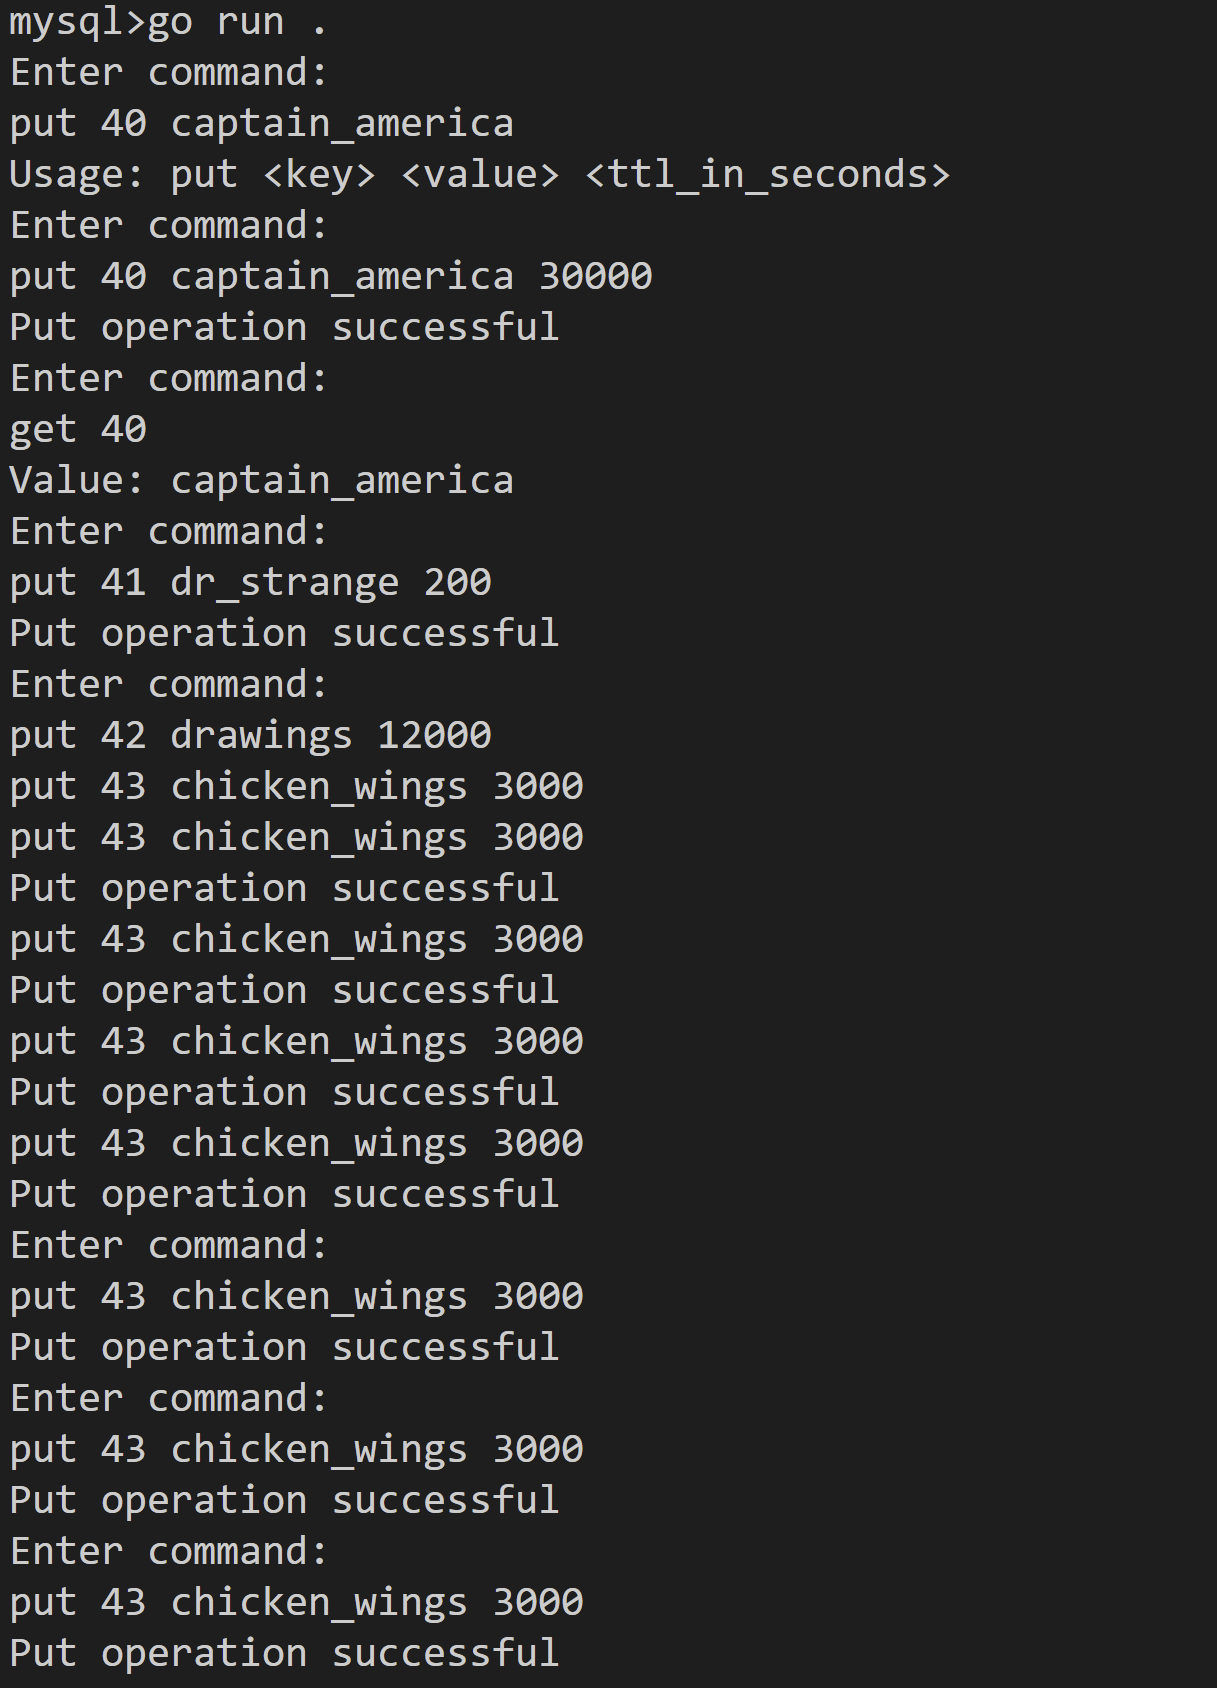 mysql>go run .
Enter command:
put 40 captain_america
Usage: put <key> <value> <ttl_in_seconds>
Enter command:
put 40 captain_america 30000
Put operation successful
Enter command:
get 40
Value: captain_america
Enter command:
put 41 dr_strange 200
Put operation successful
Enter command:
put 42 drawings 12000
put 43 chicken_wings 3000
put 43 chicken_wings 3000
Put operation successful
put 43 chicken_wings 3000
Put operation successful
put 43 chicken_wings 3000
Put operation successful
put 43 chicken_wings 3000
Put operation successful
Enter command:
put 43 chicken_wings 3000
Put operation successful
Enter command:
put 43 chicken_wings 3000
Put operation successful
Enter command:
put 43 chicken_wings 3000
Put operation successful